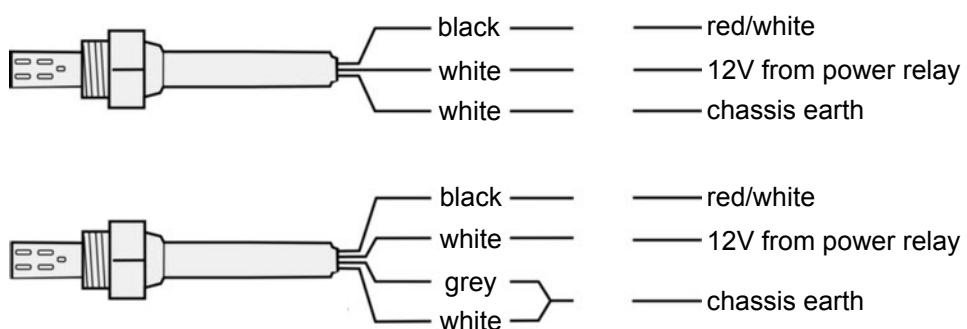 black red/white
white 12V from power relay
white chassis earth
black red/white
white 12V from power relay
grey
chassis earth
white